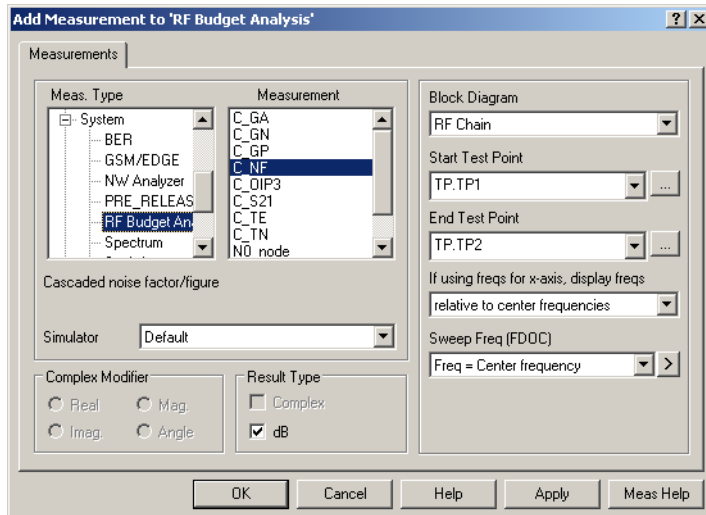 Add Measurement to 'RF Budget Analysis'
Measurements
Meas. Type
System
BER
GSM/EDGE
NW Analyzer
PRE_RELEAS
RF Budget An
Spectrum
Measurement
C_GA
C_GN
C_GP
C_NF
C_OIP3
C_S21
C_TE
C_TN
N0_node
Cascaded noise factor/figure
Simulator Default
Complex Modifier
Real Mag.
Imag. Angle
Result Type
Complex
dB
Block Diagram
RF Chain
Start Test Point
TP.TP1 ...
End Test Point
TP.TP2 ...
If using freqs for x-axis, display freqs
relative to center frequencies
Sweep Freq (FDOC)
Freq = Center frequency >
OK Cancel Help Apply Meas Help